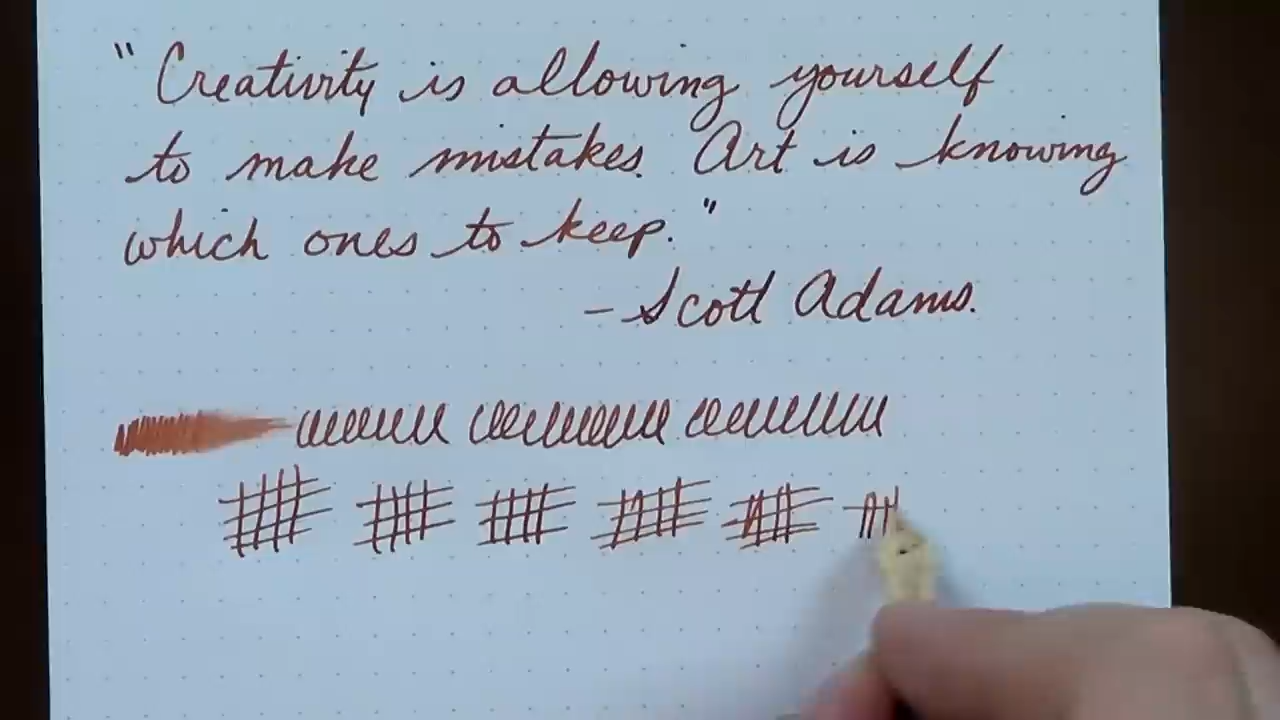 "Creativity is allowing yourself
to make mistakes. Art is knowing
which ones to keep."
- Scott Adams.